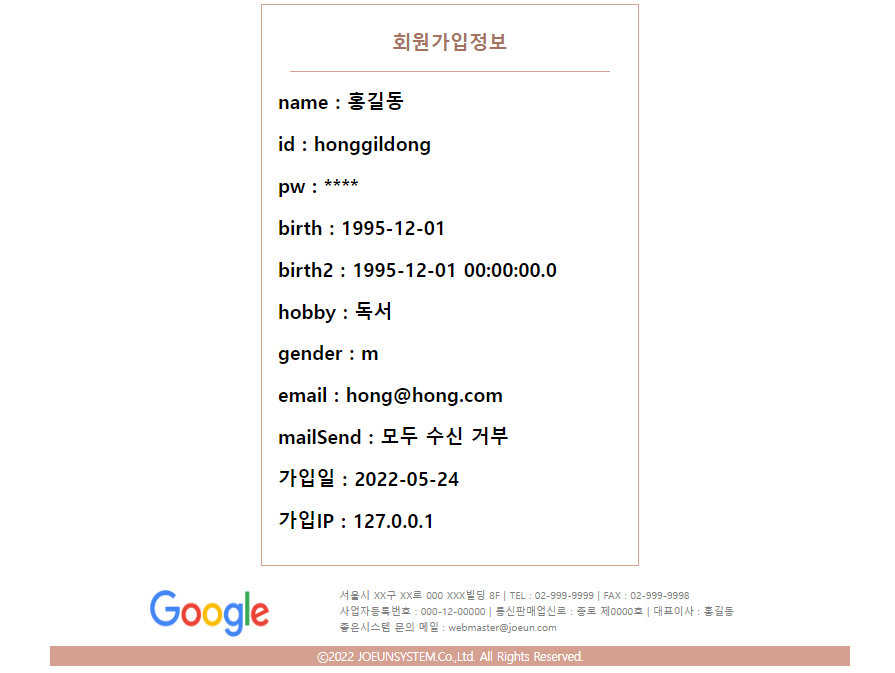 회원가입정보
name : 홍길동
id : honggildong
pw : ****
birth : 1995-12-01
birth2 : 1995-12-01 00:00:00.0
hobby : 독서
gender : m
email : hong@hong.com
mailSend : 모두 수신 거부
가입일 : 2022-05-24
가입IP : 127.0.0.1
Google
서울시 XX구 XX로 000 XXX빌딩 8F | TEL : 02-999-9999 | FAX : 02-999-9998
사업자등록번호 : 000-12-00000 | 통신판매업신로 : 종로 제0000호 | 대표이사 : 홍길동
좋은시스템 문의 메일 : webmaster@joeun.com
©2022 JOEUNSYSTEM.Co.,Ltd. All Rights Reserved.